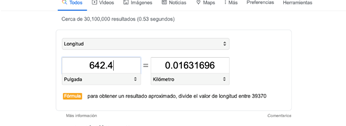 Todos Videos Imágenes Noticias Maps Más Preferencias Herramientas
Cerca de 30,100,000 resultados (0.53 segundos)
Longitud
642.4 = 0.01631696
Pulgada Kilómetro
Fórmula para obtener un resultado aproximado, divide el valor de longitud entre 39370
Más información Comentarios